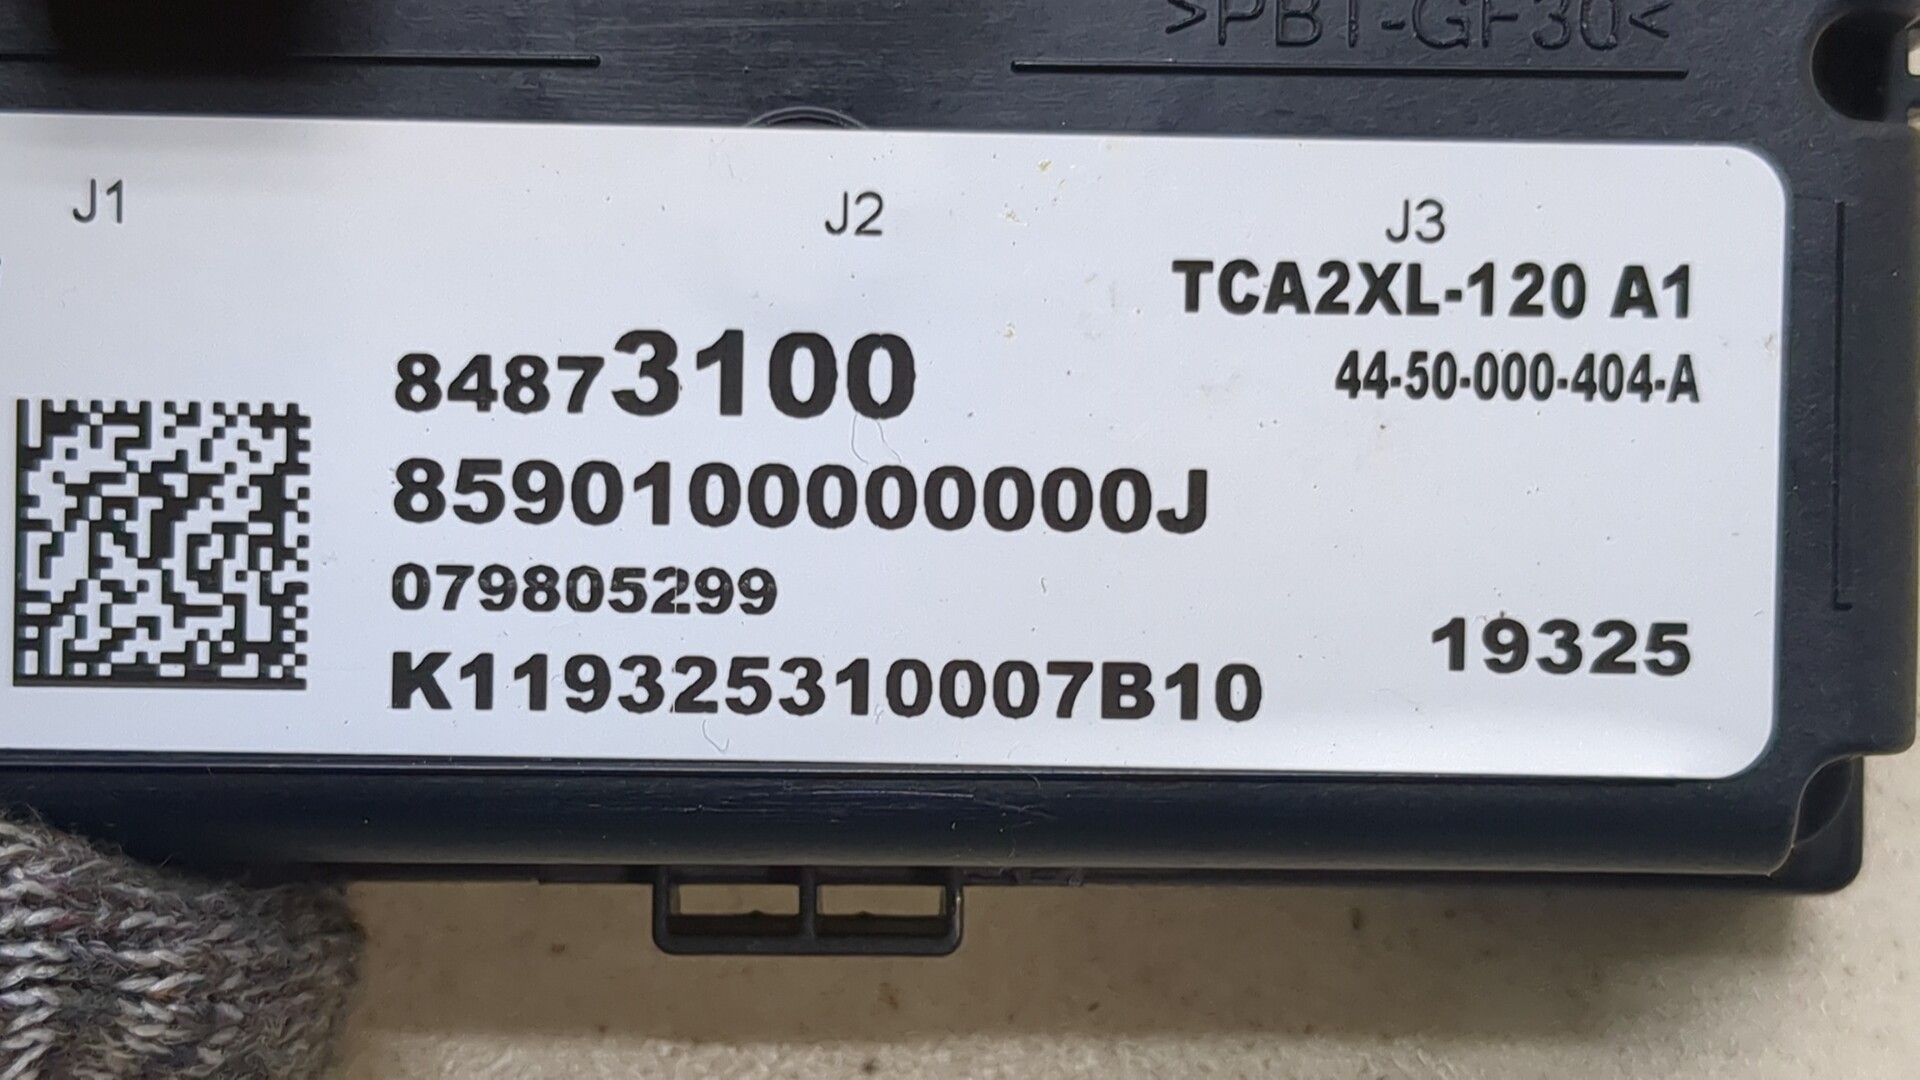 >PBT-GF30<
J1 J2 J3
TCA2XL-120 A1
44-50-000-404-A
84873100
8590100000000J
079805299
K119325310007B10
19325